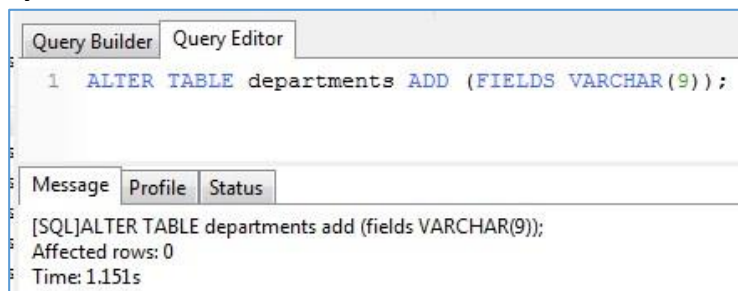 Query Builder Query Editor
1 ALTER TABLE departments ADD (FIELDS VARCHAR(9));
Message Profile Status
[SQL]ALTER TABLE departments add (fields VARCHAR(9));
Affected rows: 0
Time: 1.151s